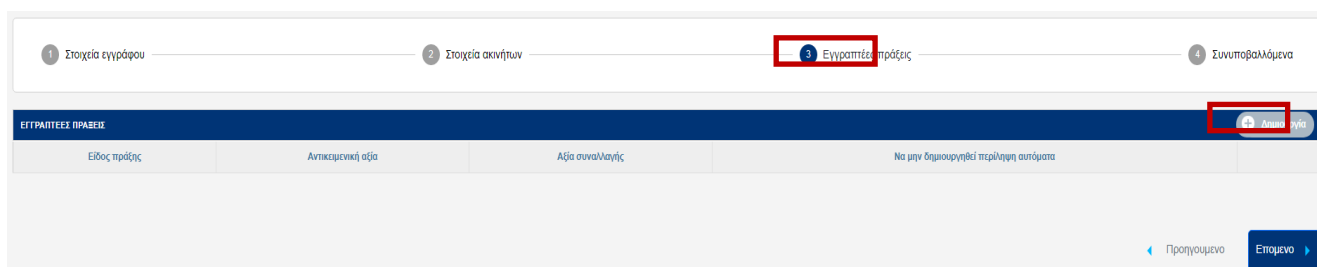 1 Στοιχεία εγγράφου 2 Στοιχεία ακινήτων 3 Εγγραπτέες πράξεις 4 Συνυποβαλλόμενα
ΕΓΓΡΑΠΤΕΕΣ ΠΡΑΞΕΙΣ Δημιουργία
Είδος πράξης Αντικειμενική αξία Αξία συναλλαγής Να μην δημιουργηθεί περίληψη αυτόματα
Προηγουμενο Επομενο